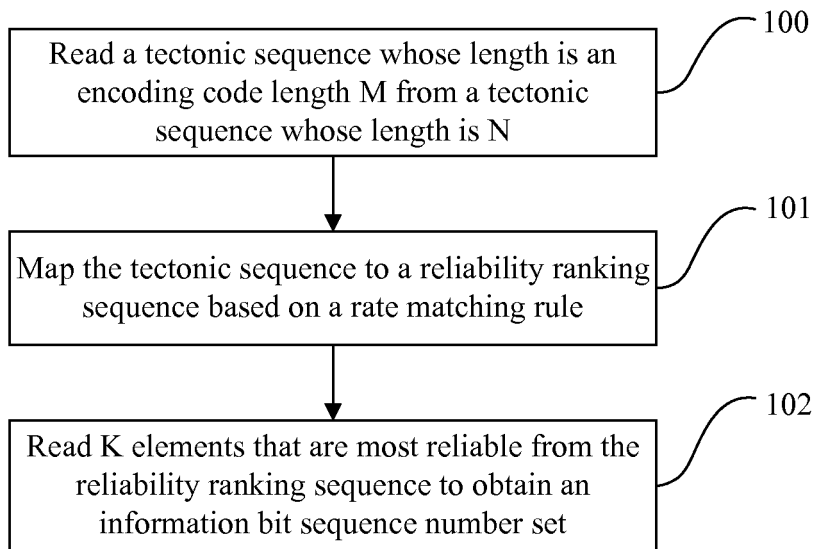 100
Read a tectonic sequence whose length is an
encoding code length M from a tectonic
sequence whose length is N
101
Map the tectonic sequence to a reliability ranking
sequence based on a rate matching rule
102
Read K elements that are most reliable from the
reliability ranking sequence to obtain an
information bit sequence number set